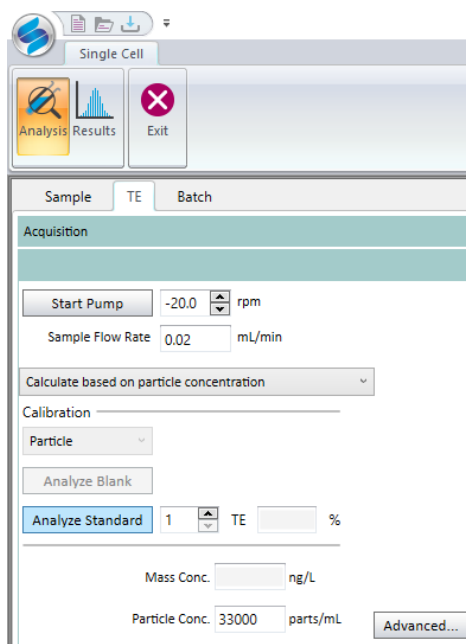 Single Cell
Analysis Results Exit
Sample TE Batch
Acquisition
Start Pump -20.0 rpm
Sample Flow Rate 0.02 mL/min
Calculate based on particle concentration
Calibration
Particle
Analyze Blank
Analyze Standard 1 TE %
Mass Conc. ng/L
Particle Conc. 33000 parts/mL Advanced...